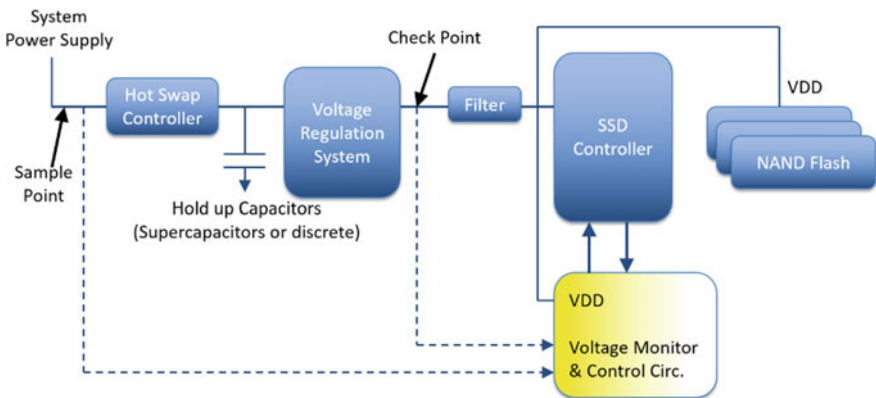 System
Power Supply
Check Point
Hot Swap
Controller
Voltage
Regulation
System
Filter
SSD
Controller
VDD
NAND Flash
Sample
Point
Hold up Capacitors
(Supercapacitors or discrete)
VDD
Voltage Monitor
& Control Circ.